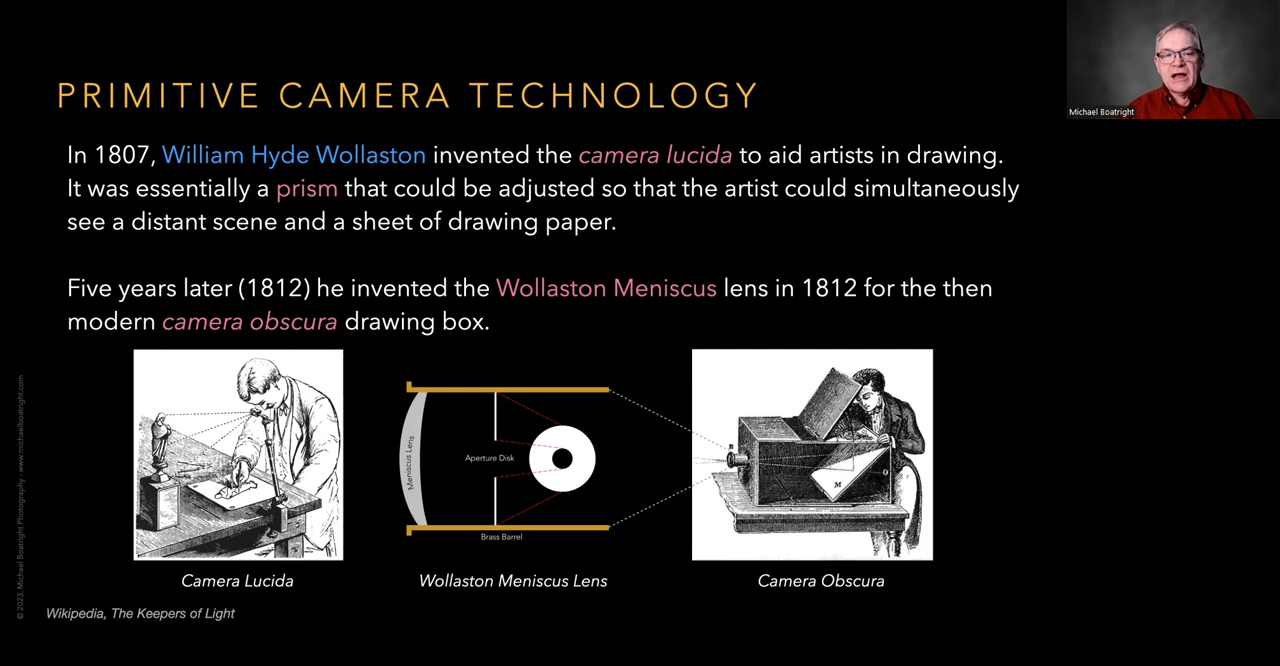 Michael Boatright
PRIMITIVE CAMERA TECHNOLOGY
In 1807, William Hyde Wollaston invented the camera lucida to aid artists in drawing.
It was essentially a prism that could be adjusted so that the artist could simultaneously
see a distant scene and a sheet of drawing paper.
Five years later (1812) he invented the Wollaston Meniscus lens in 1812 for the then
modern camera obscura drawing box.
Meniscus Lens
Aperture Disk
Brass Barrel
B
M
O
Camera Lucida
Wollaston Meniscus Lens
Camera Obscura
Wikipedia, The Keepers of Light
© 2023, Michael Boatright Photography - www.michaelboatright.com